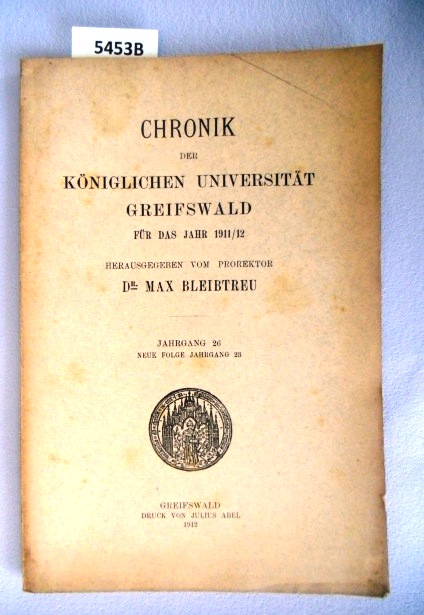 5453B
CHRONIK
DER
KÖNIGLICHEN UNIVERSITÄT
GREIFSWALD
FÜR DAS JAHR 1911/12
HERAUSGEGEBEN VOM PROREKTOR
DR. MAX BLEIBTREU
JAHRGANG 26
NEUE FOLGE JAHRGANG 23
GREIFSWALD
DRUCK VON JULIUS ABEL
1912